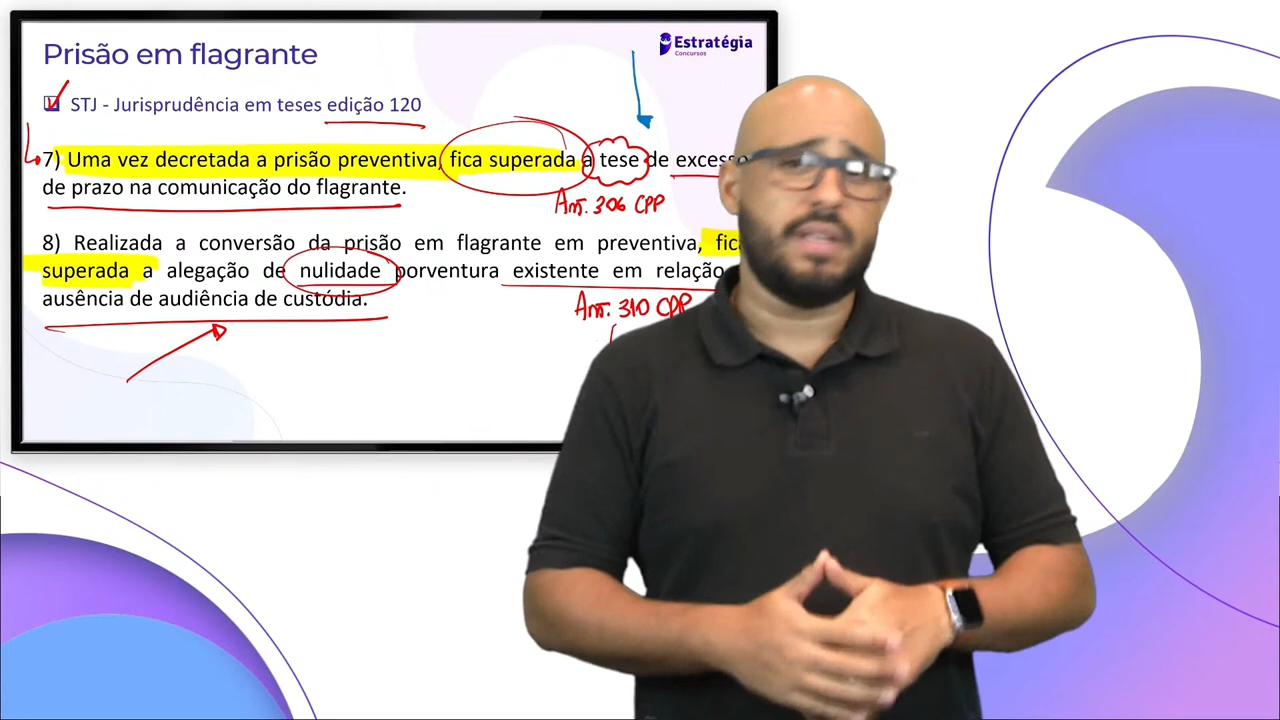 Prisão em flagrante
Estratégia
Concursos
STJ - Jurisprudência em teses edição 120
7) Uma vez decretada a prisão preventiva, fica superada a tese de excesso
de prazo na comunicação do flagrante.
Art. 306 CPP
8) Realizada a conversão da prisão em flagrante em preventiva, fica
superada a alegação de nulidade porventura existente em relação
ausência de audiência de custódia.
Art. 310 CPP